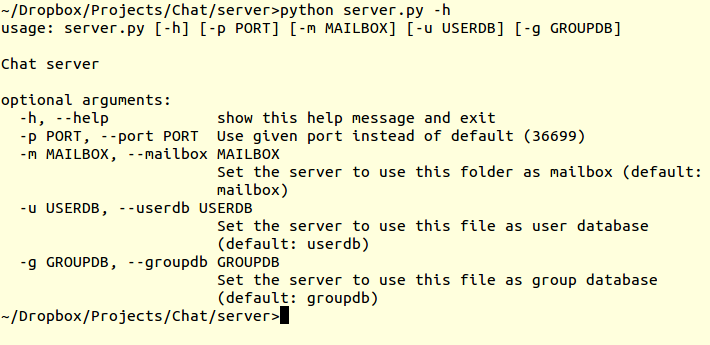 ~/Dropbox/Projects/Chat/server>python server.py -h
usage: server.py [-h] [-p PORT] [-m MAILBOX] [-u USERDB] [-g GROUPDB]

Chat server

optional arguments:
  -h, --help            show this help message and exit
  -p PORT, --port PORT  Use given port instead of default (36699)
  -m MAILBOX, --mailbox MAILBOX
                        Set the server to use this folder as mailbox (default:
                        mailbox)
  -u USERDB, --userdb USERDB
                        Set the server to use this file as user database
                        (default: userdb)
  -g GROUPDB, --groupdb GROUPDB
                        Set the server to use this file as group database
                        (default: groupdb)
~/Dropbox/Projects/Chat/server>